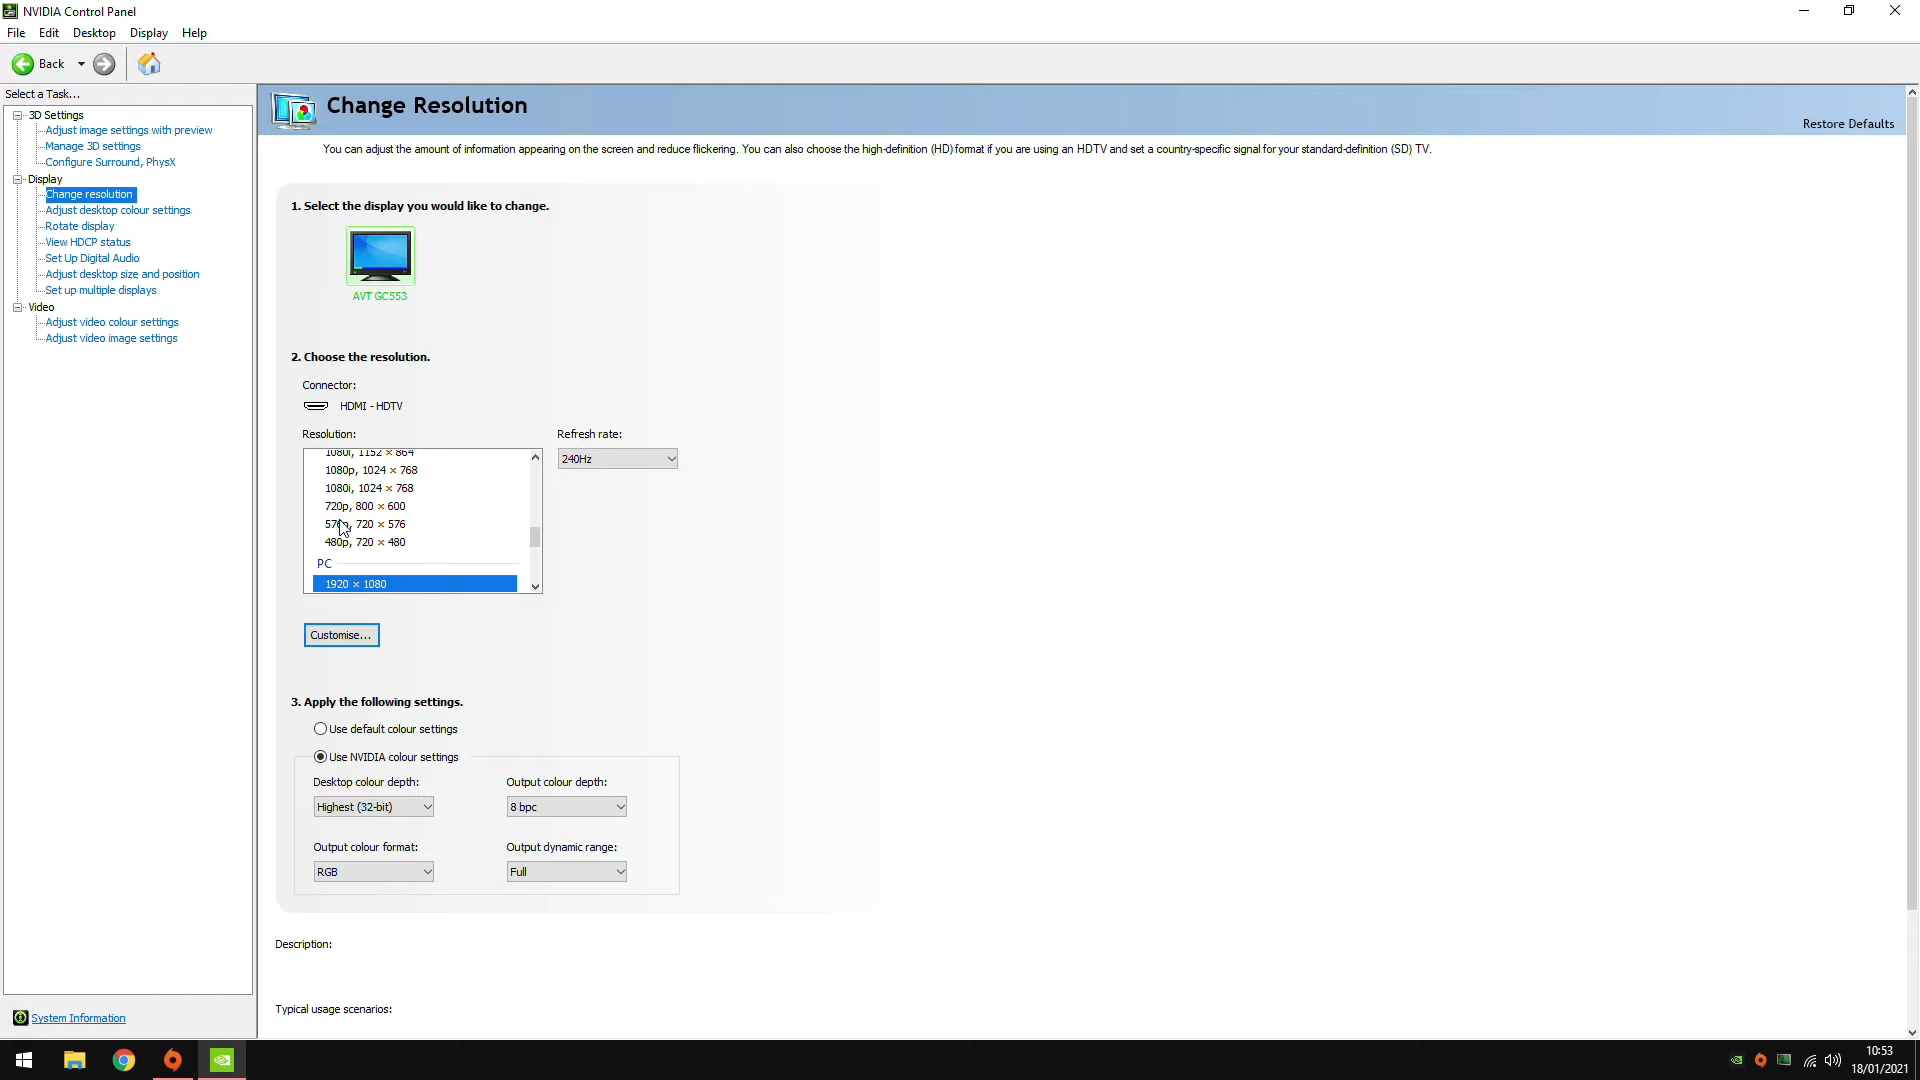 NVIDIA Control Panel
File Edit Desktop Display Help
Back
Select a Task...
3D Settings
Adjust image settings with preview
Manage 3D settings
Configure Surround, PhysX
Display
Change resolution
Adjust desktop colour settings
Rotate display
View HDCP status
Set Up Digital Audio
Adjust desktop size and position
Set up multiple displays
Video
Adjust video colour settings
Adjust video image settings
System Information
Change Resolution
Restore Defaults
You can adjust the amount of information appearing on the screen and reduce flickering. You can also choose the high-definition (HD) format if you are using an HDTV and set a country-specific signal for your standard-definition (SD) TV.
1. Select the display you would like to change.
AVT GC553
2. Choose the resolution.
Connector:
HDMI - HDTV
Resolution:
Refresh rate:
1080i, 1152 × 864
240Hz
1080p, 1024 × 768
1080i, 1024 × 768
720p, 800 × 600
576p, 720 × 576
480p, 720 × 480
PC
1920 × 1080
Customise...
3. Apply the following settings.
Use default colour settings
Use NVIDIA colour settings
Desktop colour depth:
Output colour depth:
Highest (32-bit)
8 bpc
Output colour format:
Output dynamic range:
RGB
Full
Description:
Typical usage scenarios:
10:53
18/01/2021